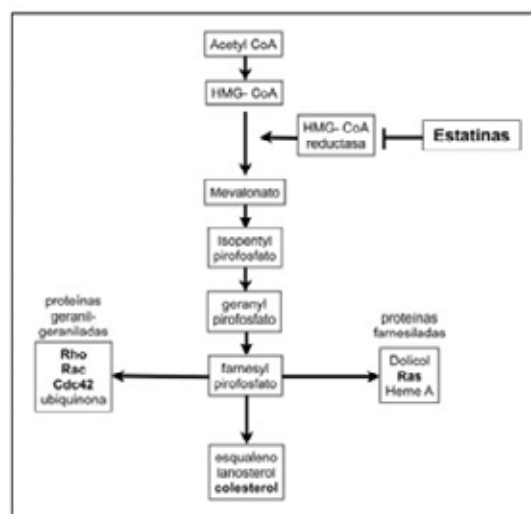 Acetyl CoA
HMG- CoA
HMG- CoA
reductasa
Estatinas
Mevalonato
Isopentyl
pirofosfato
geranyl
pirofosfato
proteínas
geranil-
geraniladas
Rho
Rac
Cdc42
ubiquinona
farnesyl
pirofosfato
proteínas
farnesiladas
Dolicol
Ras
Heme A
esqualeno
lanosterol
colesterol